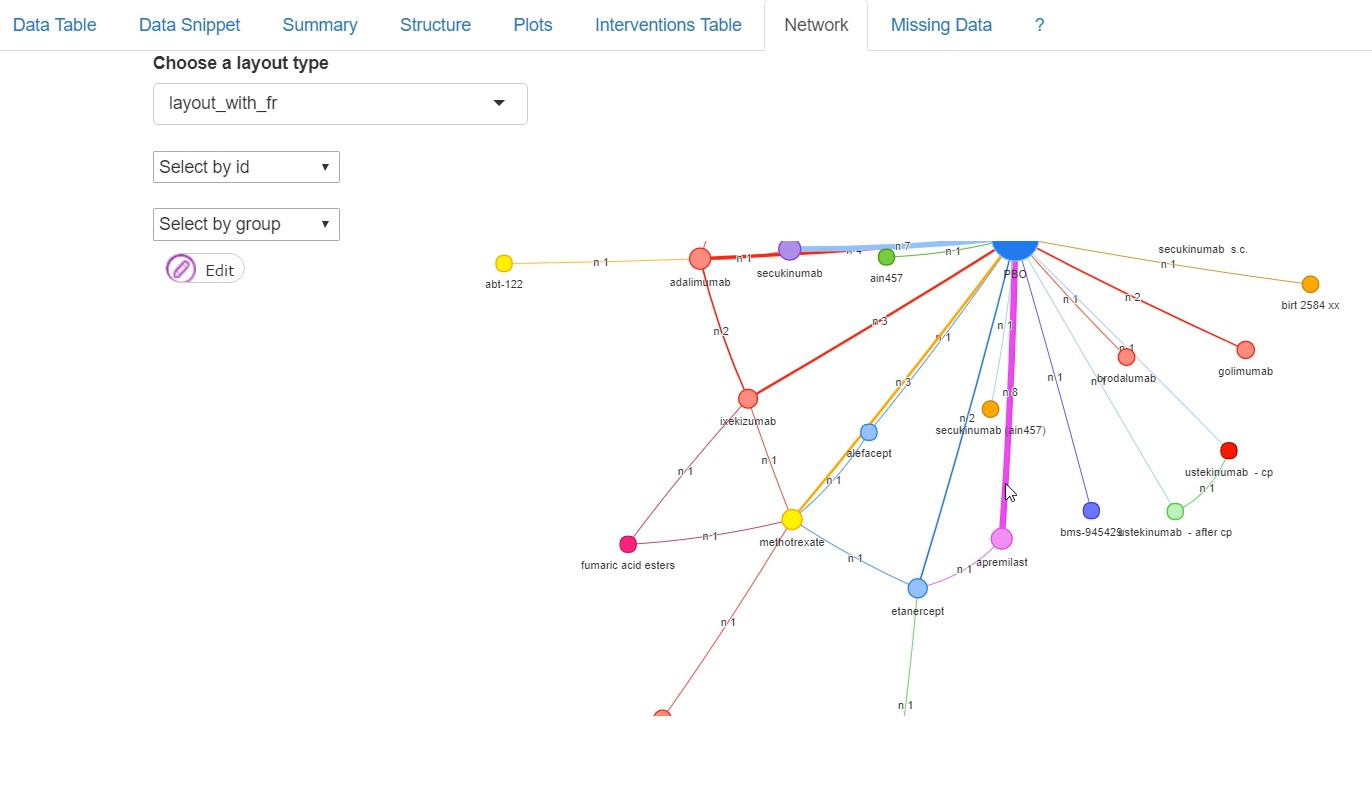 Data Table Data Snippet Summary Structure Plots Interventions Table Network Missing Data ?
Choose a layout type
layout_with_fr
Select by id
Select by group
Edit
n 7
secukinumab s.c.
n 1
n 4
n 1
n 1
n 1
n 1
adalimumab
secukinumab
ain457
PBO
abt-122
birt 2584 xx
n 2
n 1
n 2
n 3
n 1
n 1
n 1
golimumab
n 1
n 3
n 1
brodalumab
n 8
n 2
ixekizumab
secukinumab (ain457)
alefacept
n 1
n 1
ustekinumab - cp
n 1
n 1
bms-945429
ustekinumab - after cp
n 1
methotrexate
n 1
apremilast
fumaric acid esters
n 1
etanercept
n 1
n 1